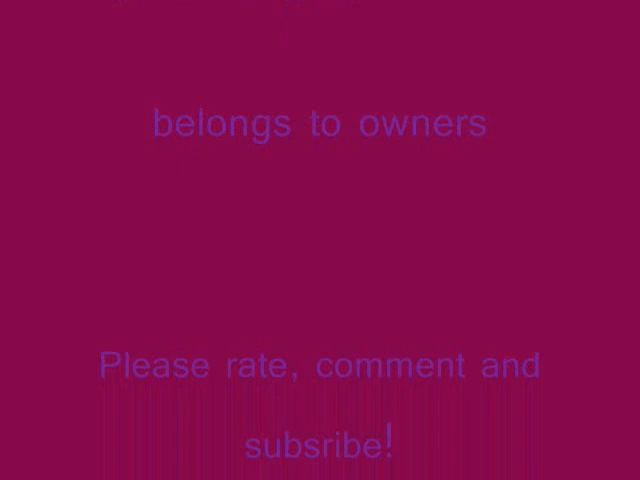 belongs to owners
Please rate, comment and
subsribe!